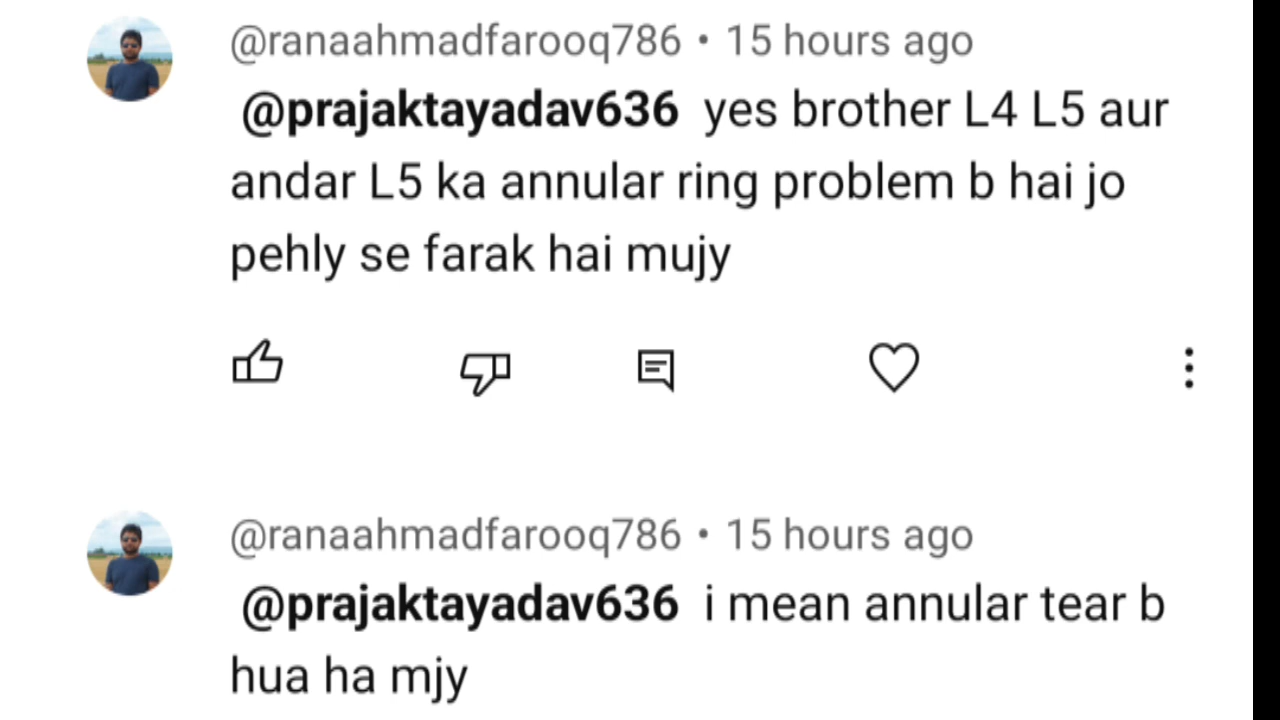 @ranaahmadfarooq786 • 15 hours ago
@prajaktayadav636 yes brother L4 L5 aur
andar L5 ka annular ring problem b hai jo
pehly se farak hai mujy
@ranaahmadfarooq786 • 15 hours ago
@prajaktayadav636 i mean annular tear b
hua ha mjy